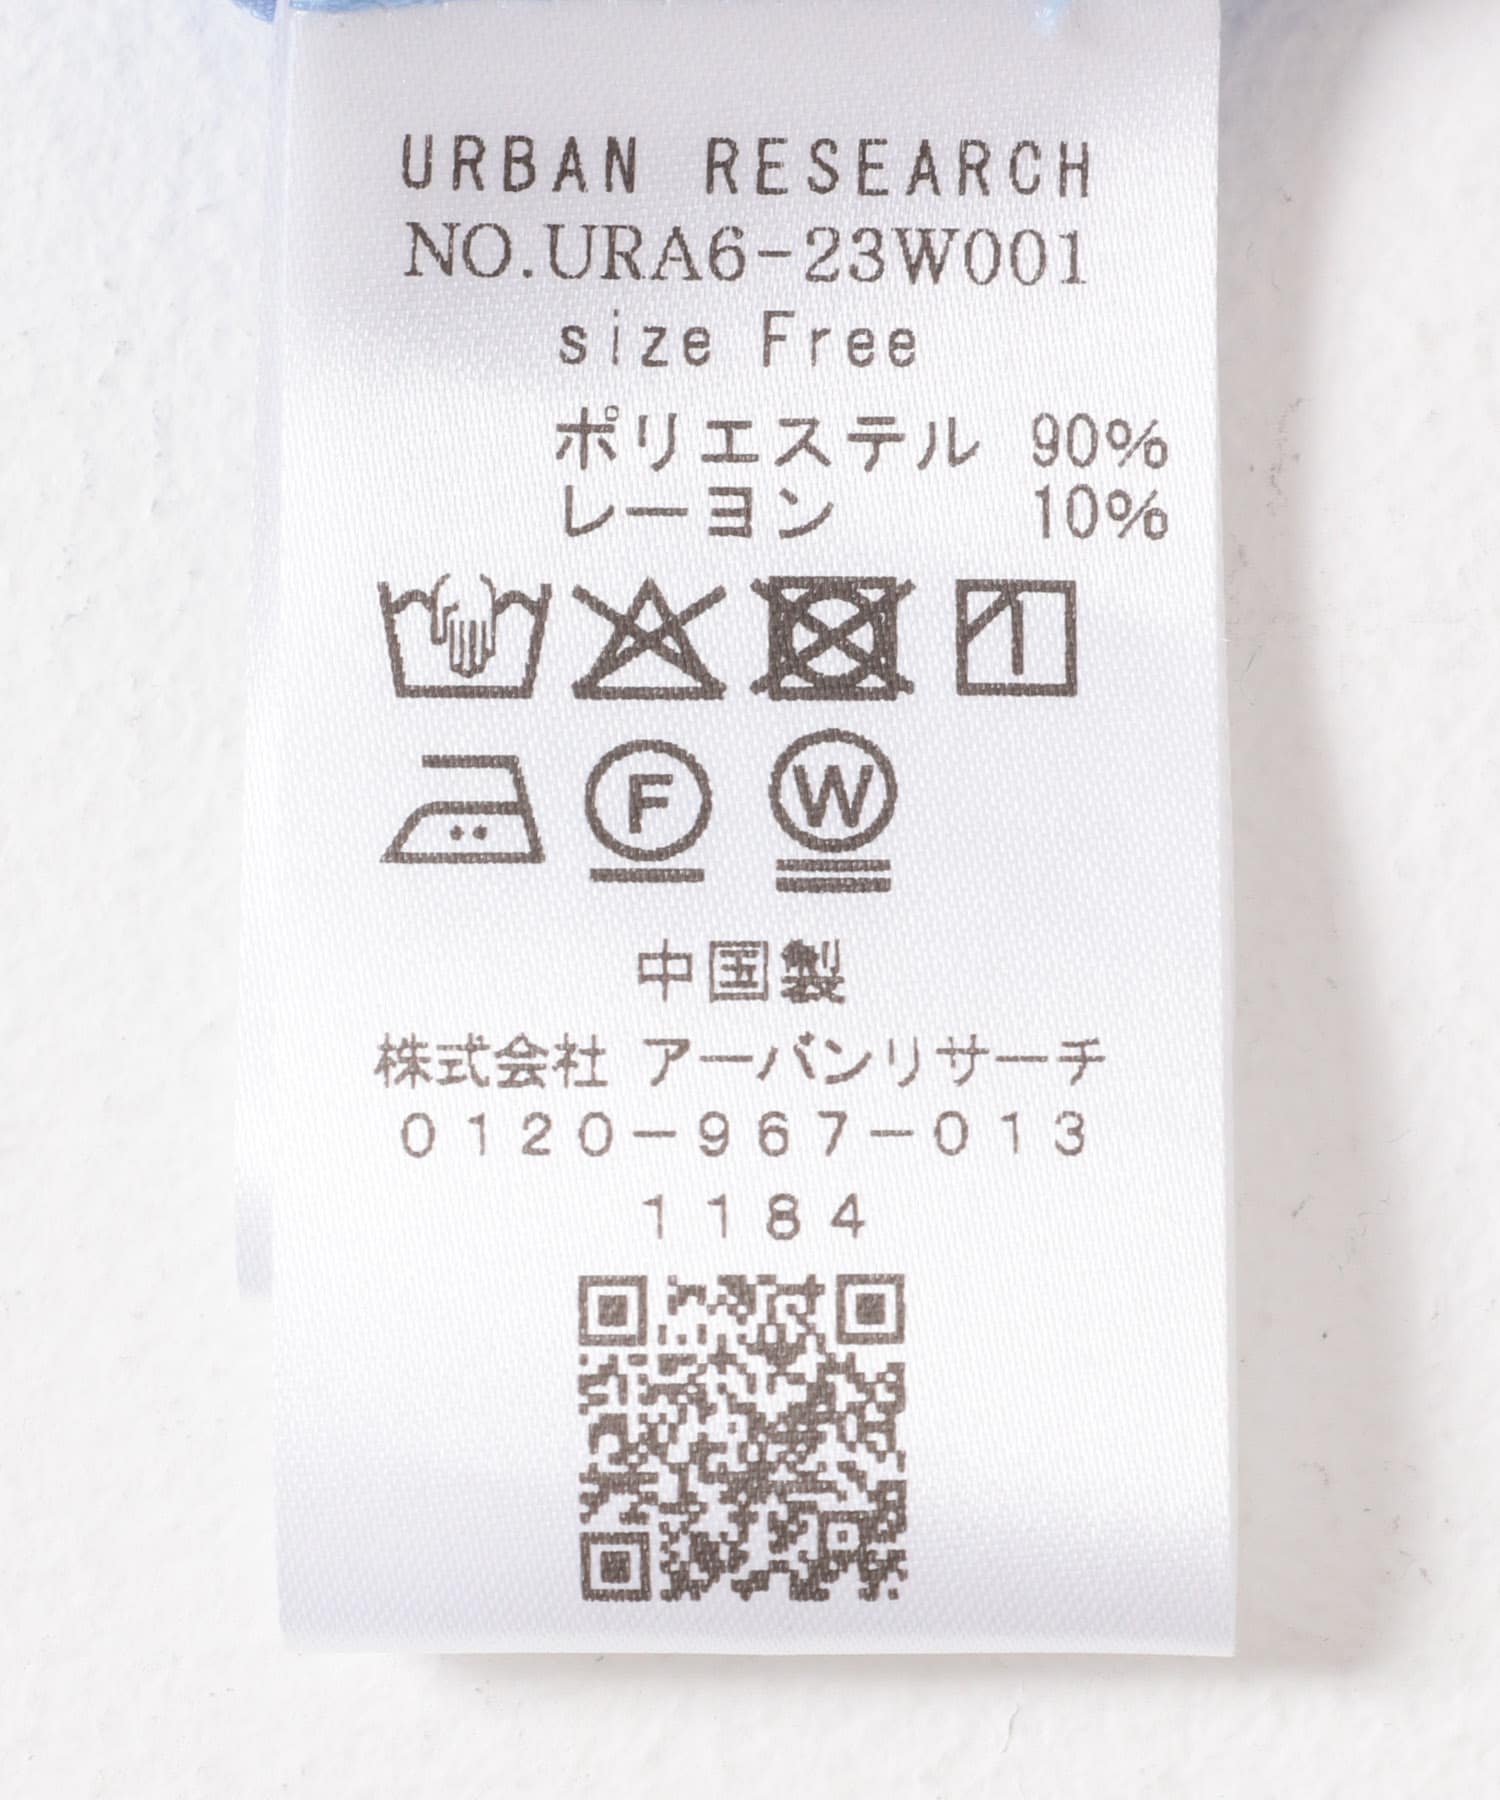 URBAN RESEARCH
NO.URA6-23W001
size Free
ポリエステル 90%
レーヨン 10%
F W
中国製
株式会社 アーバンリサーチ
0120-967-013
1184